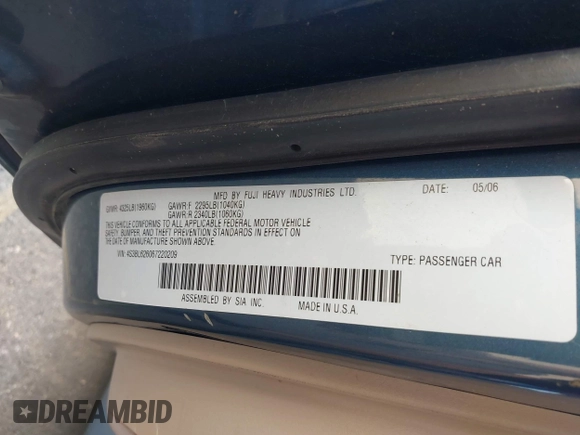 MFD BY FUJI HEAVY INDUSTRIES LTD. DATE: 05/06
GVWR: 4325LB(1960KG) GAWR:F 2295LB(1040KG)
GAWR:R 2340LB(1060KG)
THIS VEHICLE CONFORMS TO ALL APPLICABLE FEDERAL MOTOR VEHICLE
SAFETY, BUMPER, AND THEFT PREVENTION STANDARDS IN EFFECT ON
THE DATE OF MANUFACTURE SHOWN ABOVE
VIN: 4S3BL626067220209 TYPE: PASSENGER CAR
ASSEMBLED BY SIA INC. MADE IN U.S.A.
DREAMBID